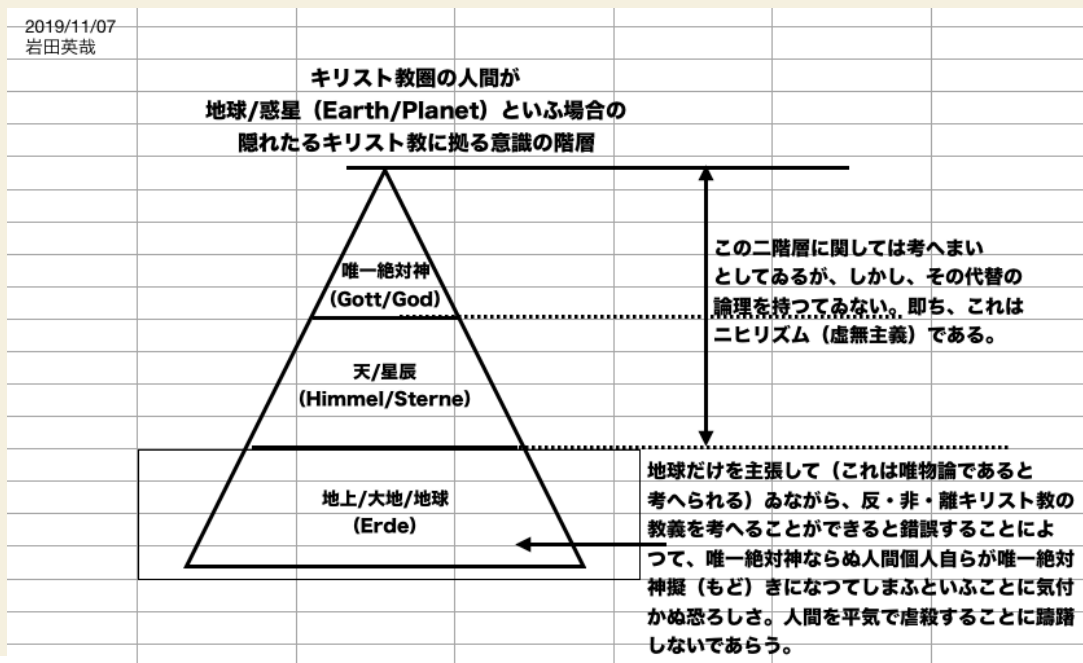 2019/11/07
岩田英哉
キリスト教圏の人間が
地球/惑星（Earth/Planet）といふ場合の
隠れたるキリスト教に拠る意識の階層
唯一絶対神
(Gott/God)
天/星辰
(Himmel/Sterne)
地上/大地/地球
(Erde)
この二階層に関しては考へまい
としてゐるが、しかし、その代替の
論理を持つてゐない。即ち、これは
ニヒリズム（虚無主義）である。
地球だけを主張して（これは唯物論であると
考へられる）ゐながら、反・非・離キリスト教の
教義を考へることができると錯誤することによ
つて、唯一絶対神ならぬ人間個人自らが唯一絶対
神擬（もど）きになつてしまふといふことに気付
かぬ恐ろしさ。人間を平気で虐殺することに躊躇
しないであらう。